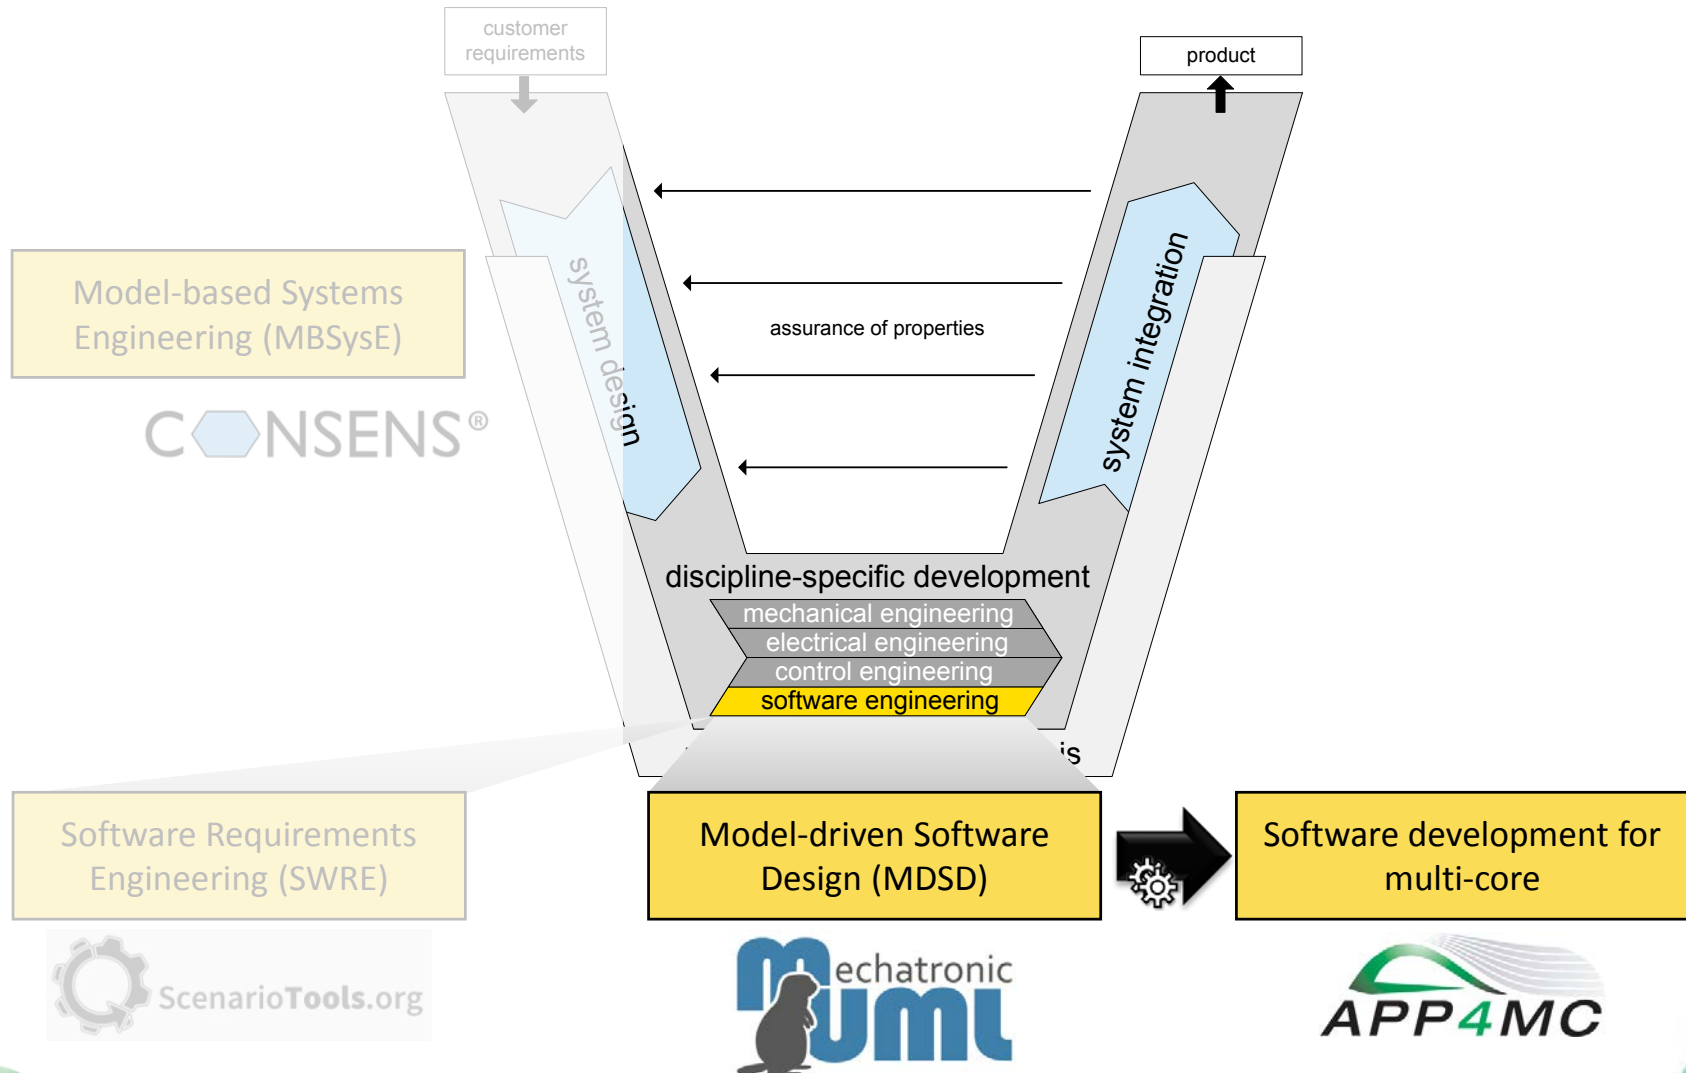 customer
requirements
product
Model-based Systems
Engineering (MBSysE)
CONSENS®
system design
sign
assurance of properties
system integration
discipline-specific development
mechanical engineering
electrical engineering
control engineering
software engineering
is
Software Requirements
Engineering (SWRE)
Model-driven Software
Design (MDSD)
Software development for
multi-core
ScenarioTools.org
Mechatronic
UML
APP4MC